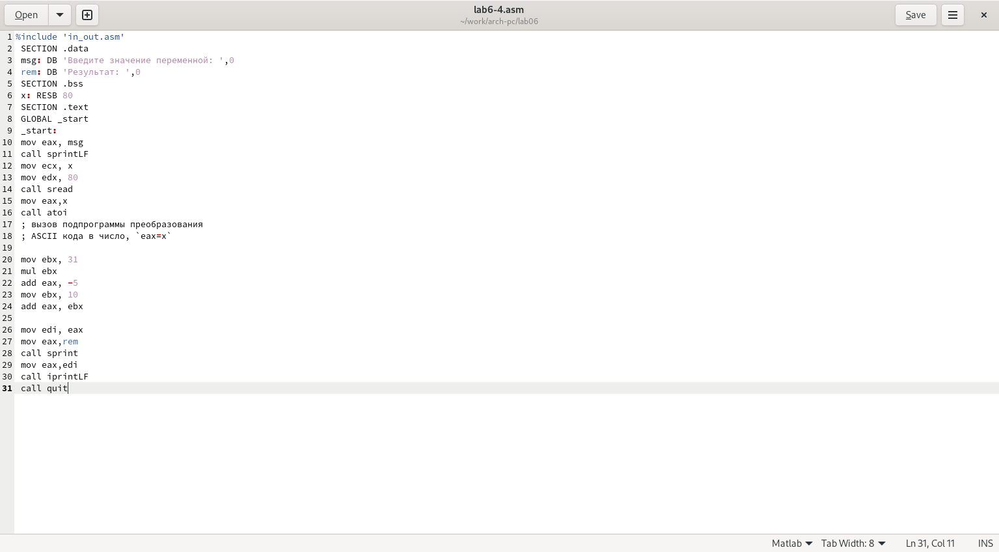 Open
lab6-4.asm
~/work/arch-pc/lab06
Save
1 %include 'in_out.asm'
2 SECTION .data
3 msg: DB 'Введите значение переменной: ',0
4 rem: DB 'Результат: ',0
5 SECTION .bss
6 x: RESB 80
7 SECTION .text
8 GLOBAL _start
9 _start:
10 mov eax, msg
11 call sprintLF
12 mov ecx, x
13 mov edx, 80
14 call sread
15 mov eax,x
16 call atoi
17 ; вызов подпрограммы преобразования
18 ; ASCII кода в число, `eax=x`
19
20 mov ebx, 31
21 mul ebx
22 add eax, -5
23 mov ebx, 10
24 add eax, ebx
25
26 mov edi, eax
27 mov eax,rem
28 call sprint
29 mov eax,edi
30 call iprintLF
31 call quit
Matlab Tab Width: 8 Ln 31, Col 11 INS